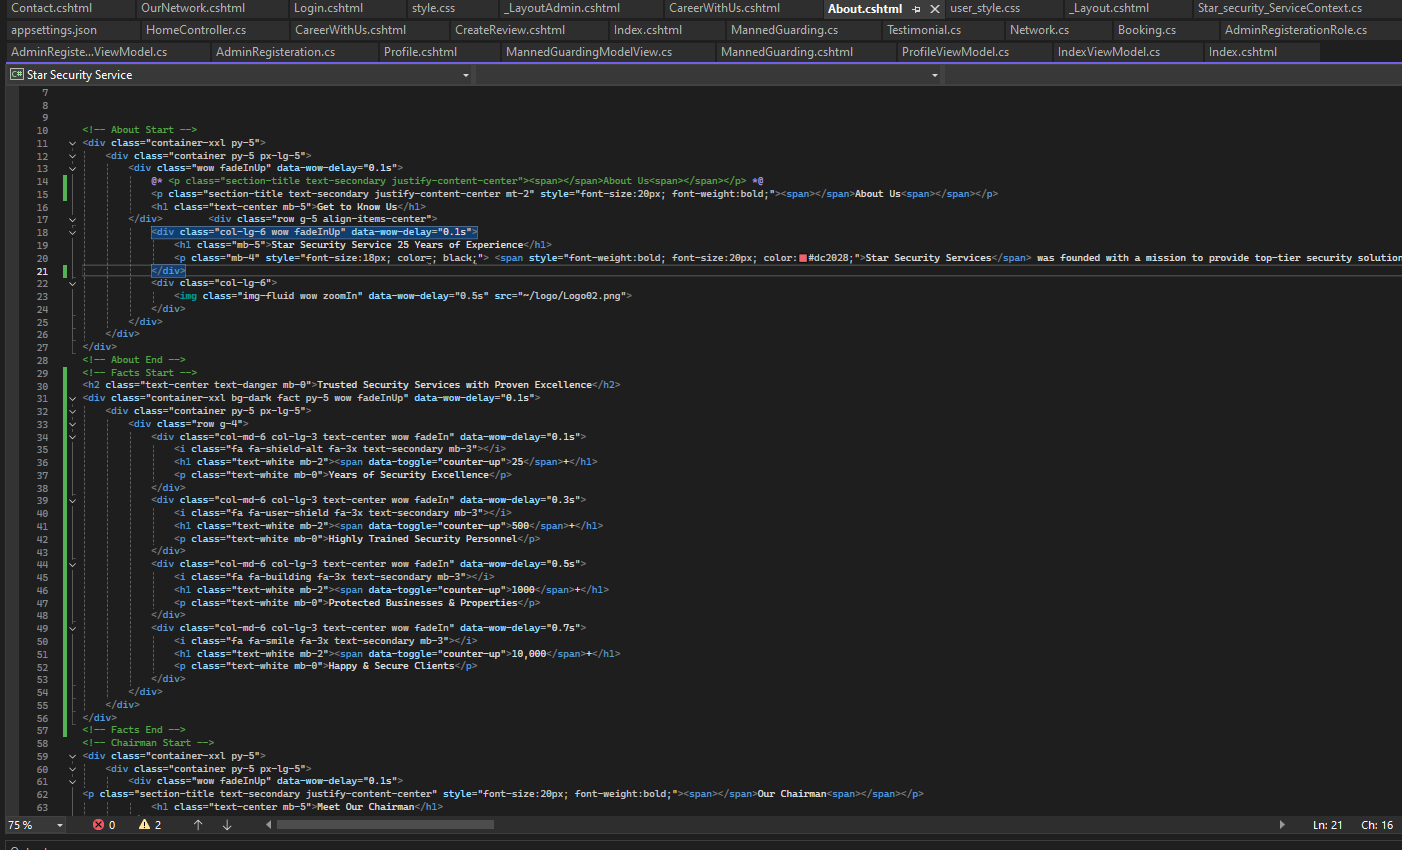 Contact.cshtml OurNetwork.cshtml Login.cshtml style.css _LayoutAdmin.cshtml CareerWithUs.cshtml About.cshtml user_style.css _Layout.cshtml Star_security_ServiceContext.cs
appsettings.json HomeController.cs CareerWithUs.cshtml CreateReview.cshtml Index.cshtml MannedGuarding.cs Testimonial.cs Network.cs Booking.cs AdminRegisterationRole.cs
AdminRegiste...ViewModel.cs AdminRegisteration.cs Profile.cshtml MannedGuardingModelView.cs MannedGuarding.cshtml ProfileViewModel.cs IndexViewModel.cs Index.cshtml
C# Star Security Service
7
8
9
10 <!-- About Start -->
11 <div class="container-xxl py-5">
12 <div class="container py-5 px-lg-5">
13 <div class="wow fadeInUp" data-wow-delay="0.1s">
14 @* <p class="section-title text-secondary justify-content-center"><span></span>About Us<span></span></p> *@
15 <p class="section-title text-secondary justify-content-center mt-2" style="font-size:20px; font-weight:bold;"><span></span>About Us<span></span></p>
16 <h1 class="text-center mb-5">Get to Know Us</h1>
17 </div> <div class="row g-5 align-items-center">
18 <div class="col-lg-6 wow fadeInUp" data-wow-delay="0.1s">
19 <h1 class="mb-5">Star Security Service 25 Years of Experience</h1>
20 <p class="mb-4" style="font-size:18px; color=; black;"> <span style="font-weight:bold; font-size:20px; color:#dc2028;">Star Security Services</span> was founded with a mission to provide top-tier security solution
21 </div>
22 <div class="col-lg-6">
23 <img class="img-fluid wow zoomIn" data-wow-delay="0.5s" src="~/logo/Logo02.png">
24 </div>
25 </div>
26 </div>
27 </div>
28 <!-- About End -->
29 <!-- Facts Start -->
30 <h2 class="text-center text-danger mb-0">Trusted Security Services with Proven Excellence</h2>
31 <div class="container-xxl bg-dark fact py-5 wow fadeInUp" data-wow-delay="0.1s">
32 <div class="container py-5 px-lg-5">
33 <div class="row g-4">
34 <div class="col-md-6 col-lg-3 text-center wow fadeIn" data-wow-delay="0.1s">
35 <i class="fa fa-shield-alt fa-3x text-secondary mb-3"></i>
36 <h1 class="text-white mb-2"><span data-toggle="counter-up">25</span>+</h1>
37 <p class="text-white mb-0">Years of Security Excellence</p>
38 </div>
39 <div class="col-md-6 col-lg-3 text-center wow fadeIn" data-wow-delay="0.3s">
40 <i class="fa fa-user-shield fa-3x text-secondary mb-3"></i>
41 <h1 class="text-white mb-2"><span data-toggle="counter-up">500</span>+</h1>
42 <p class="text-white mb-0">Highly Trained Security Personnel</p>
43 </div>
44 <div class="col-md-6 col-lg-3 text-center wow fadeIn" data-wow-delay="0.5s">
45 <i class="fa fa-building fa-3x text-secondary mb-3"></i>
46 <h1 class="text-white mb-2"><span data-toggle="counter-up">1000</span>+</h1>
47 <p class="text-white mb-0">Protected Businesses & Properties</p>
48 </div>
49 <div class="col-md-6 col-lg-3 text-center wow fadeIn" data-wow-delay="0.7s">
50 <i class="fa fa-smile fa-3x text-secondary mb-3"></i>
51 <h1 class="text-white mb-2"><span data-toggle="counter-up">10,000</span>+</h1>
52 <p class="text-white mb-0">Happy & Secure Clients</p>
53 </div>
54 </div>
55 </div>
56 </div>
57 <!-- Facts End -->
58 <!-- Chairman Start -->
59 <div class="container-xxl py-5">
60 <div class="container py-5 px-lg-5">
61 <div class="wow fadeInUp" data-wow-delay="0.1s">
62 <p class="section-title text-secondary justify-content-center" style="font-size:20px; font-weight:bold;"><span></span>Our Chairman<span></span></p>
63 <h1 class="text-center mb-5">Meet Our Chairman</h1>
75 % 0 2 Ln: 21 Ch: 16